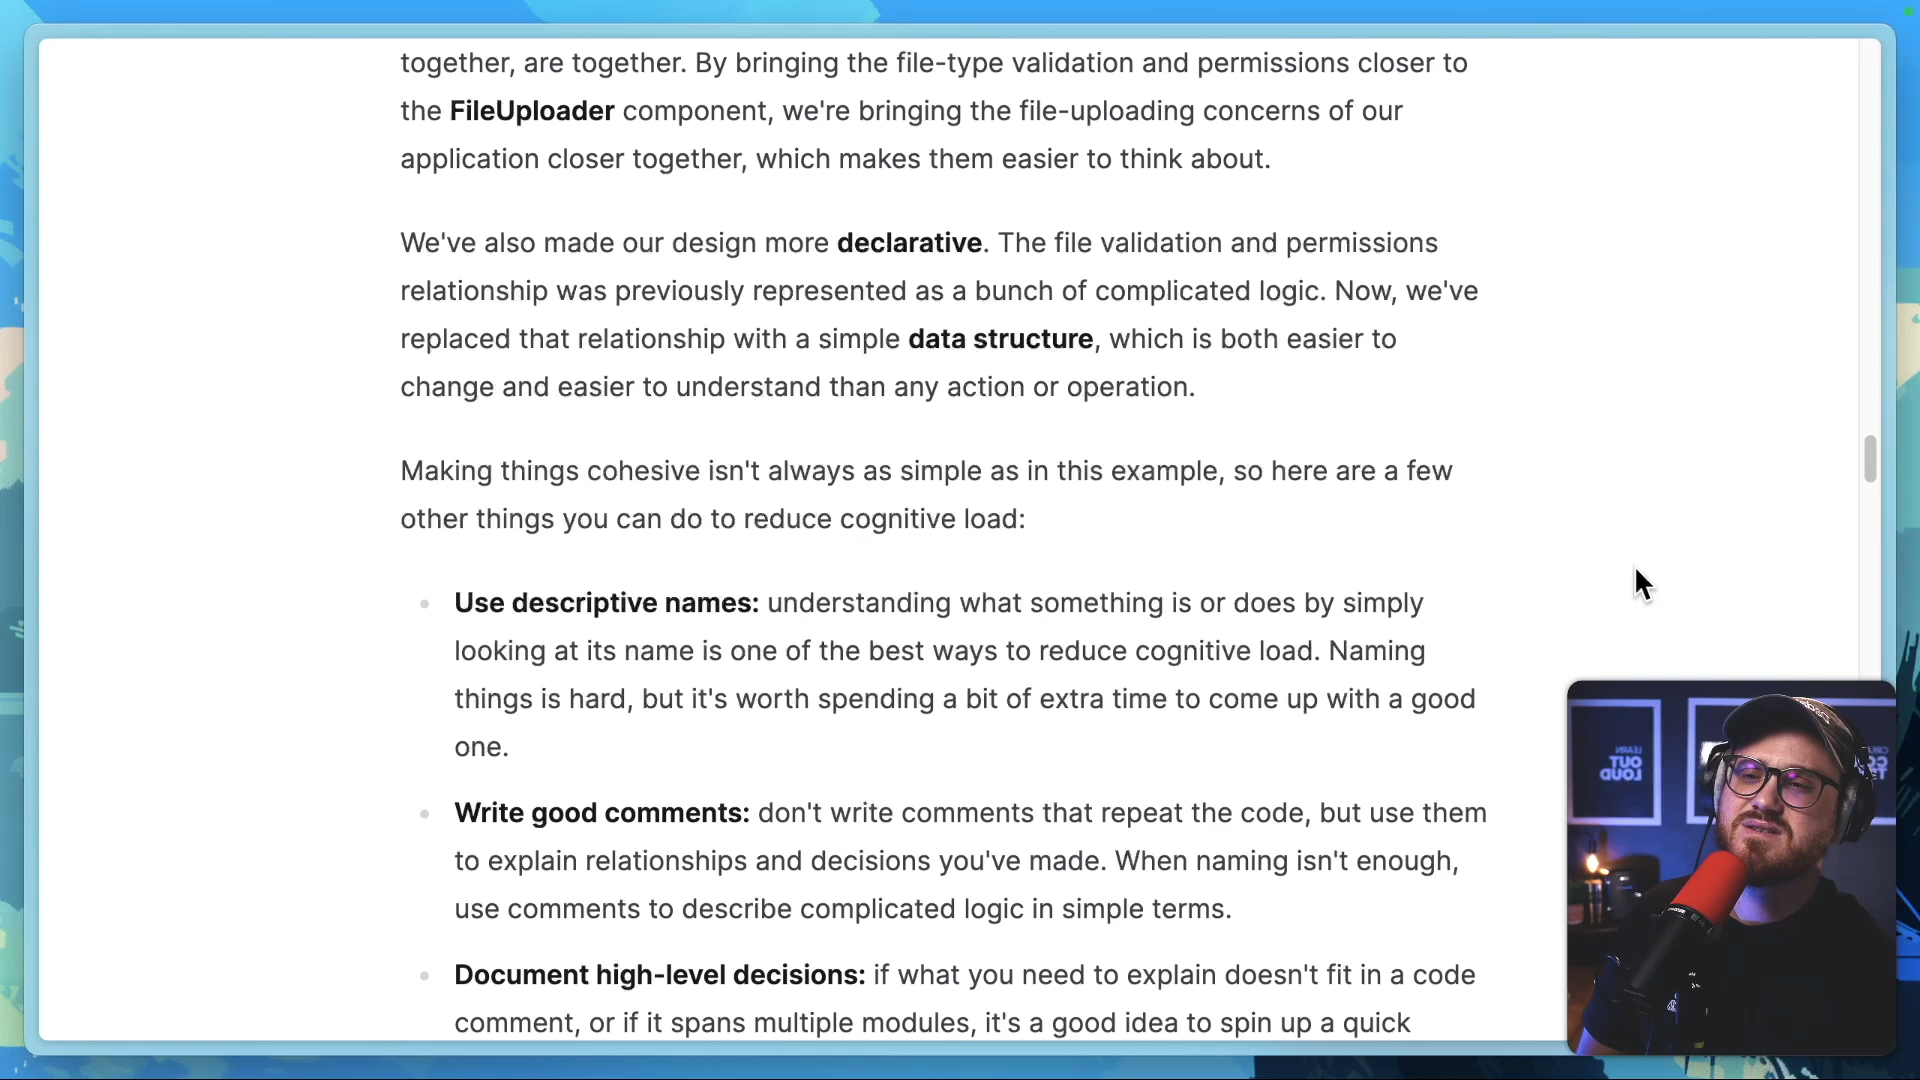 together, are together. By bringing the file-type validation and permissions closer to
the FileUploader component, we're bringing the file-uploading concerns of our
application closer together, which makes them easier to think about.
We've also made our design more declarative. The file validation and permissions
relationship was previously represented as a bunch of complicated logic. Now, we've
replaced that relationship with a simple data structure, which is both easier to
change and easier to understand than any action or operation.
Making things cohesive isn't always as simple as in this example, so here are a few
other things you can do to reduce cognitive load:
Use descriptive names: understanding what something is or does by simply
looking at its name is one of the best ways to reduce cognitive load. Naming
things is hard, but it's worth spending a bit of extra time to come up with a good
one.
Write good comments: don't write comments that repeat the code, but use them
to explain relationships and decisions you've made. When naming isn't enough,
use comments to describe complicated logic in simple terms.
Document high-level decisions: if what you need to explain doesn't fit in a code
comment, or if it spans multiple modules, it's a good idea to spin up a quick
LEARN
OUT
LOUD